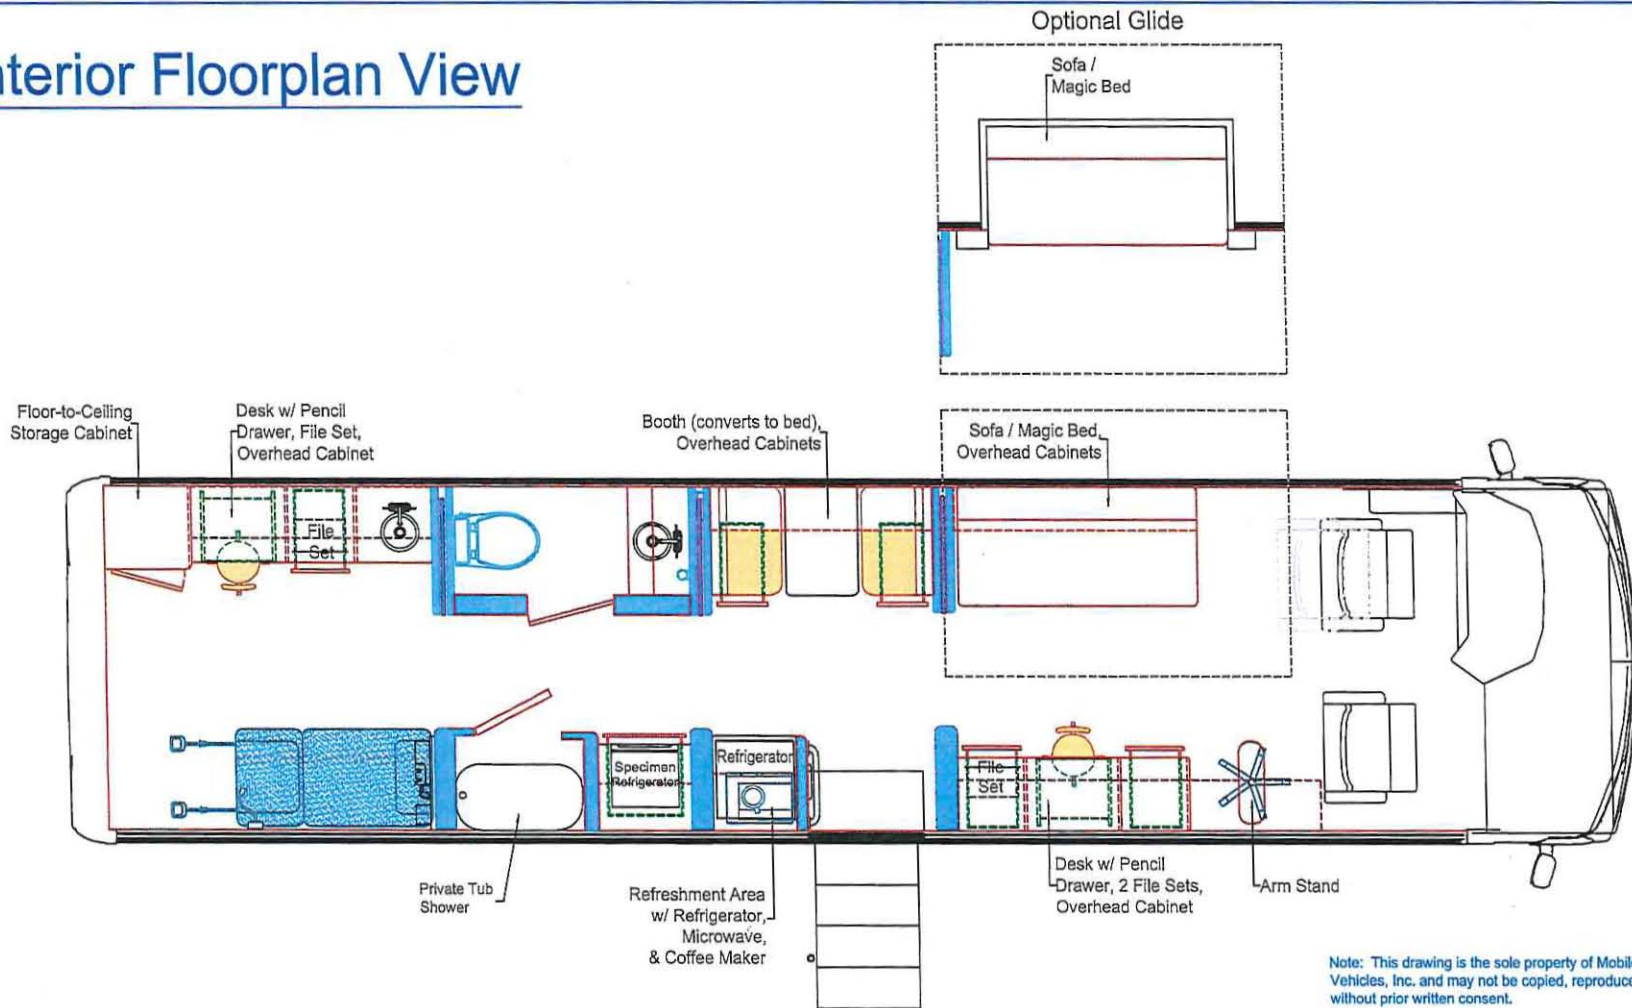 Optional Glide
nterior Floorplan View
Sofa /
Magic Bed
Floor-to-Ceiling
Storage Cabinet
Desk w/ Pencil
Drawer, File Set,
Overhead Cabinet
Booth (converts to bed),
Overhead Cabinets
Sofa / Magic Bed,
Overhead Cabinets
File
Set
Specimen
Refrigerator
Refrigerator
File
Set
Private Tub
Shower
Refreshment Area
w/ Refrigerator,
Microwave,
& Coffee Maker
Desk w/ Pencil
Drawer, 2 File Sets,
Overhead Cabinet
Arm Stand
Note: This drawing is the sole property of Mobil
Vehicles, Inc. and may not be copied, reproduce
without prior written consent.